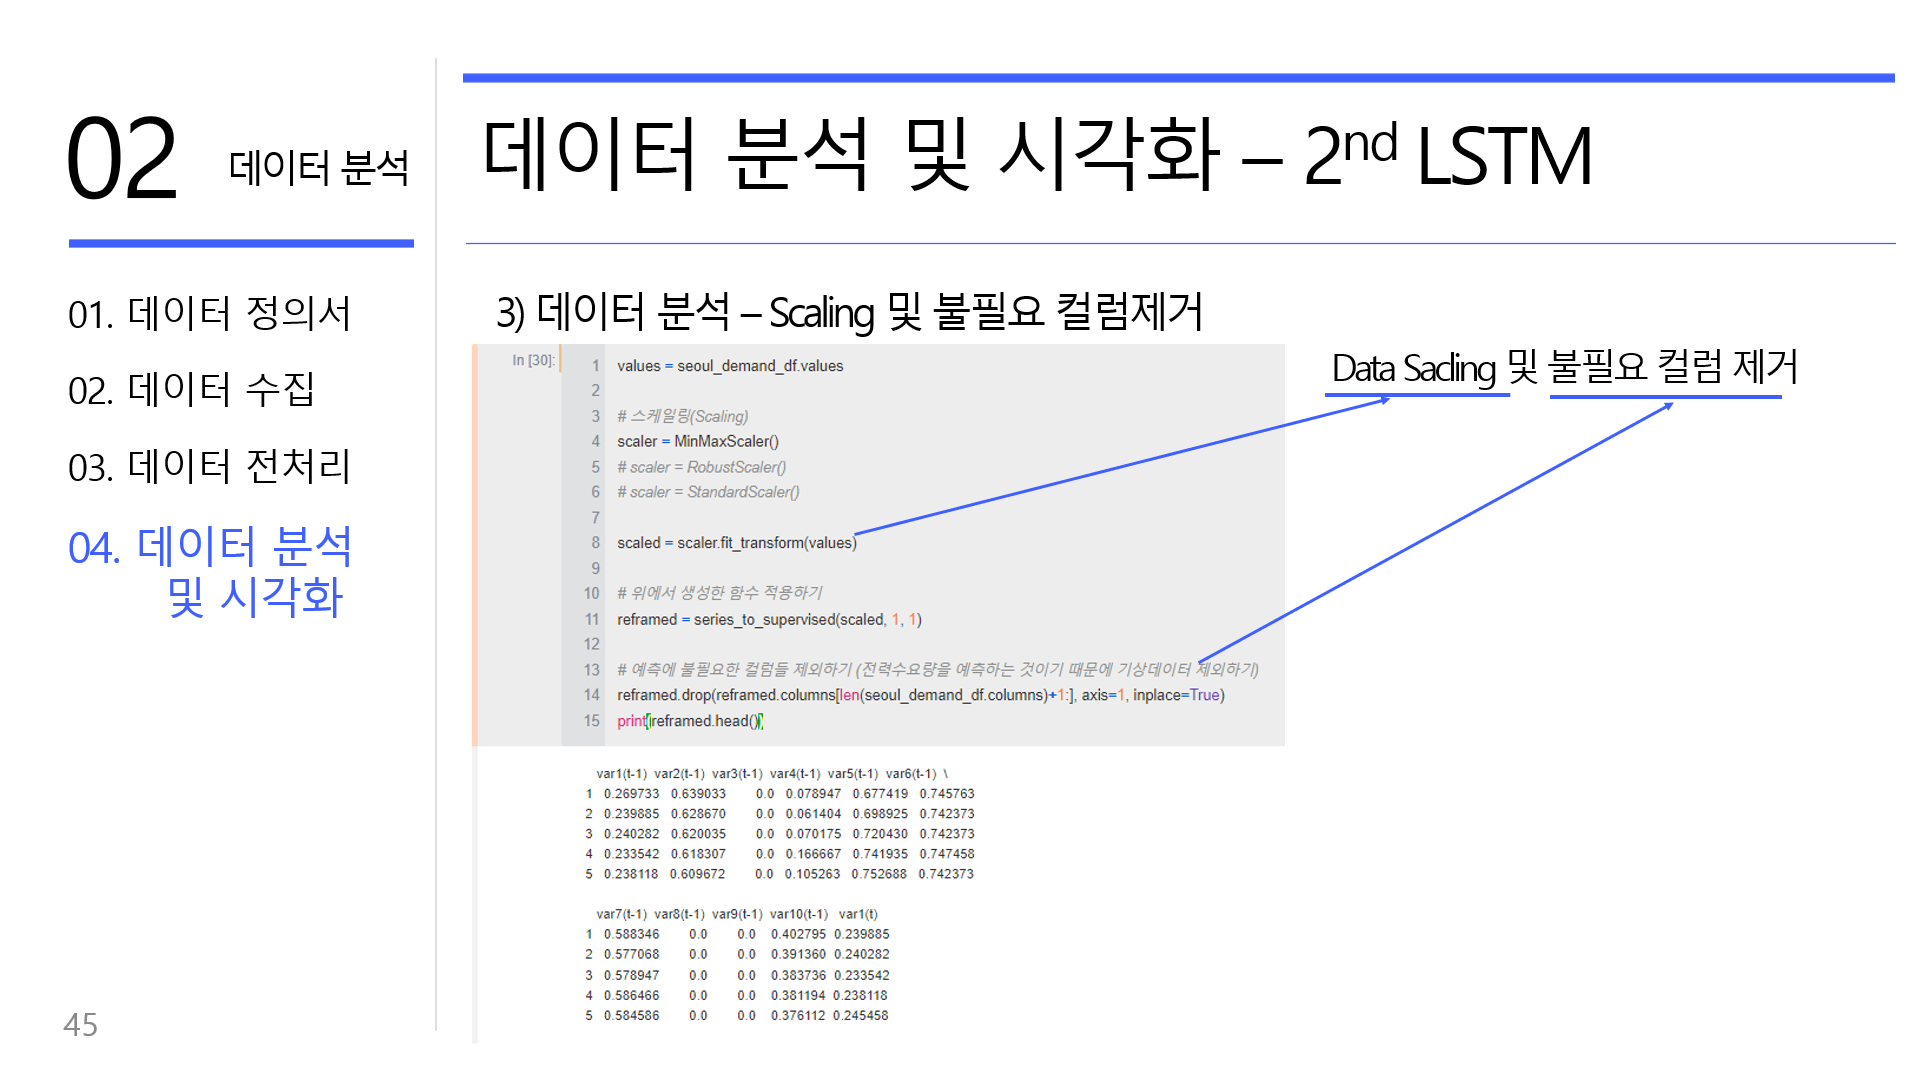 02 데이터 분석
01. 데이터 정의서
02. 데이터 수집
03. 데이터 전처리
04. 데이터 분석
및 시각화
45
데이터 분석 및 시각화 – 2nd LSTM
3) 데이터 분석 – Scaling 및 불필요 컬럼제거
In [30]:
1 values = seoul_demand_df.values
2
3 # 스케일링(Scaling)
4 scaler = MinMaxScaler()
5 # scaler = RobustScaler()
6 # scaler = StandardScaler()
7
8 scaled = scaler.fit_transform(values)
9
10 # 위에서 생성한 함수 적용하기
11 reframed = series_to_supervised(scaled, 1, 1)
12
13 # 예측에 불필요한 컬럼들 제외하기 (전력수요량을 예측하는 것이기 때문에 기상데이터 제외하기)
14 reframed.drop(reframed.columns[len(seoul_demand_df.columns)+1:], axis=1, inplace=True)
15 print(reframed.head())
var1(t-1) var2(t-1) var3(t-1) var4(t-1) var5(t-1) var6(t-1) \
1 0.269733 0.639033 0.0 0.078947 0.677419 0.745763
2 0.239885 0.628670 0.0 0.061404 0.698925 0.742373
3 0.240282 0.620035 0.0 0.070175 0.720430 0.742373
4 0.233542 0.618307 0.0 0.166667 0.741935 0.747458
5 0.238118 0.609672 0.0 0.105263 0.752688 0.742373
var7(t-1) var8(t-1) var9(t-1) var10(t-1) var1(t)
1 0.588346 0.0 0.0 0.402795 0.239885
2 0.577068 0.0 0.0 0.391360 0.240282
3 0.578947 0.0 0.0 0.383736 0.233542
4 0.586466 0.0 0.0 0.381194 0.238118
5 0.584586 0.0 0.0 0.376112 0.245458
Data Sacling 및 불필요 컬럼 제거